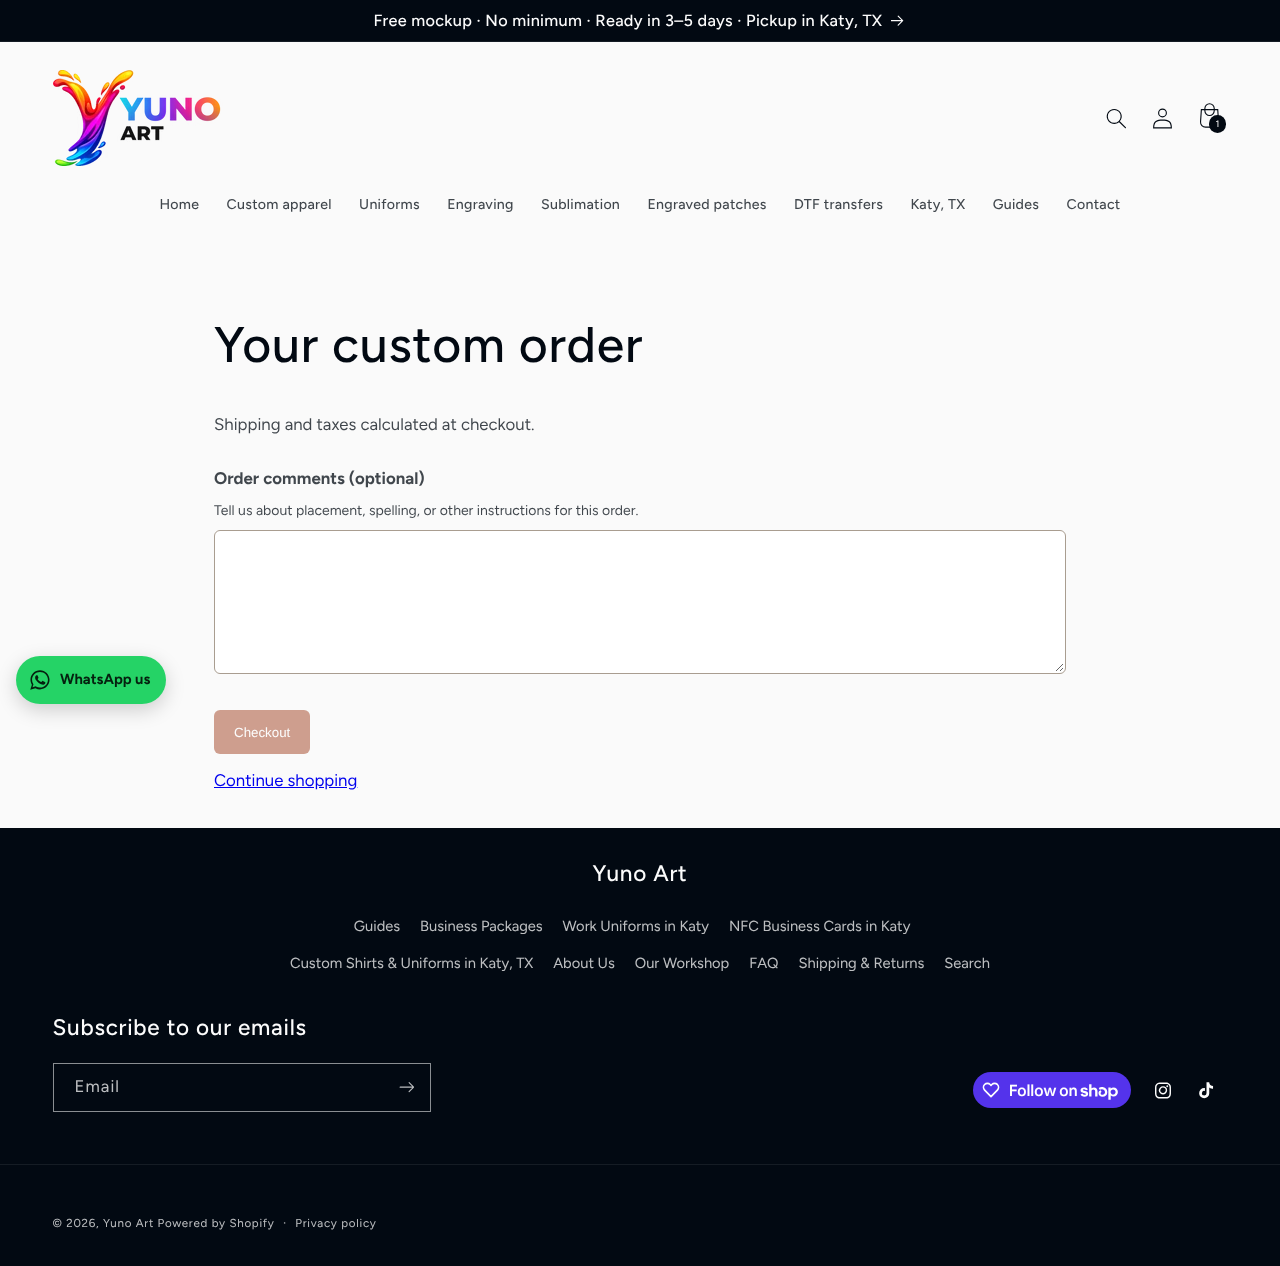 Free mockup · No minimum · Ready in 3–5 days · Pickup in Katy, TX →
YUNO
ART
1
Home Custom apparel Uniforms Engraving Sublimation Engraved patches DTF transfers Katy, TX Guides Contact
Your custom order
Shipping and taxes calculated at checkout.
Order comments (optional)
Tell us about placement, spelling, or other instructions for this order.
WhatsApp us
Checkout
Continue shopping
Yuno Art
Guides Business Packages Work Uniforms in Katy NFC Business Cards in Katy
Custom Shirts & Uniforms in Katy, TX About Us Our Workshop FAQ Shipping & Returns Search
Subscribe to our emails
Email
Follow on shop
© 2026, Yuno Art Powered by Shopify · Privacy policy